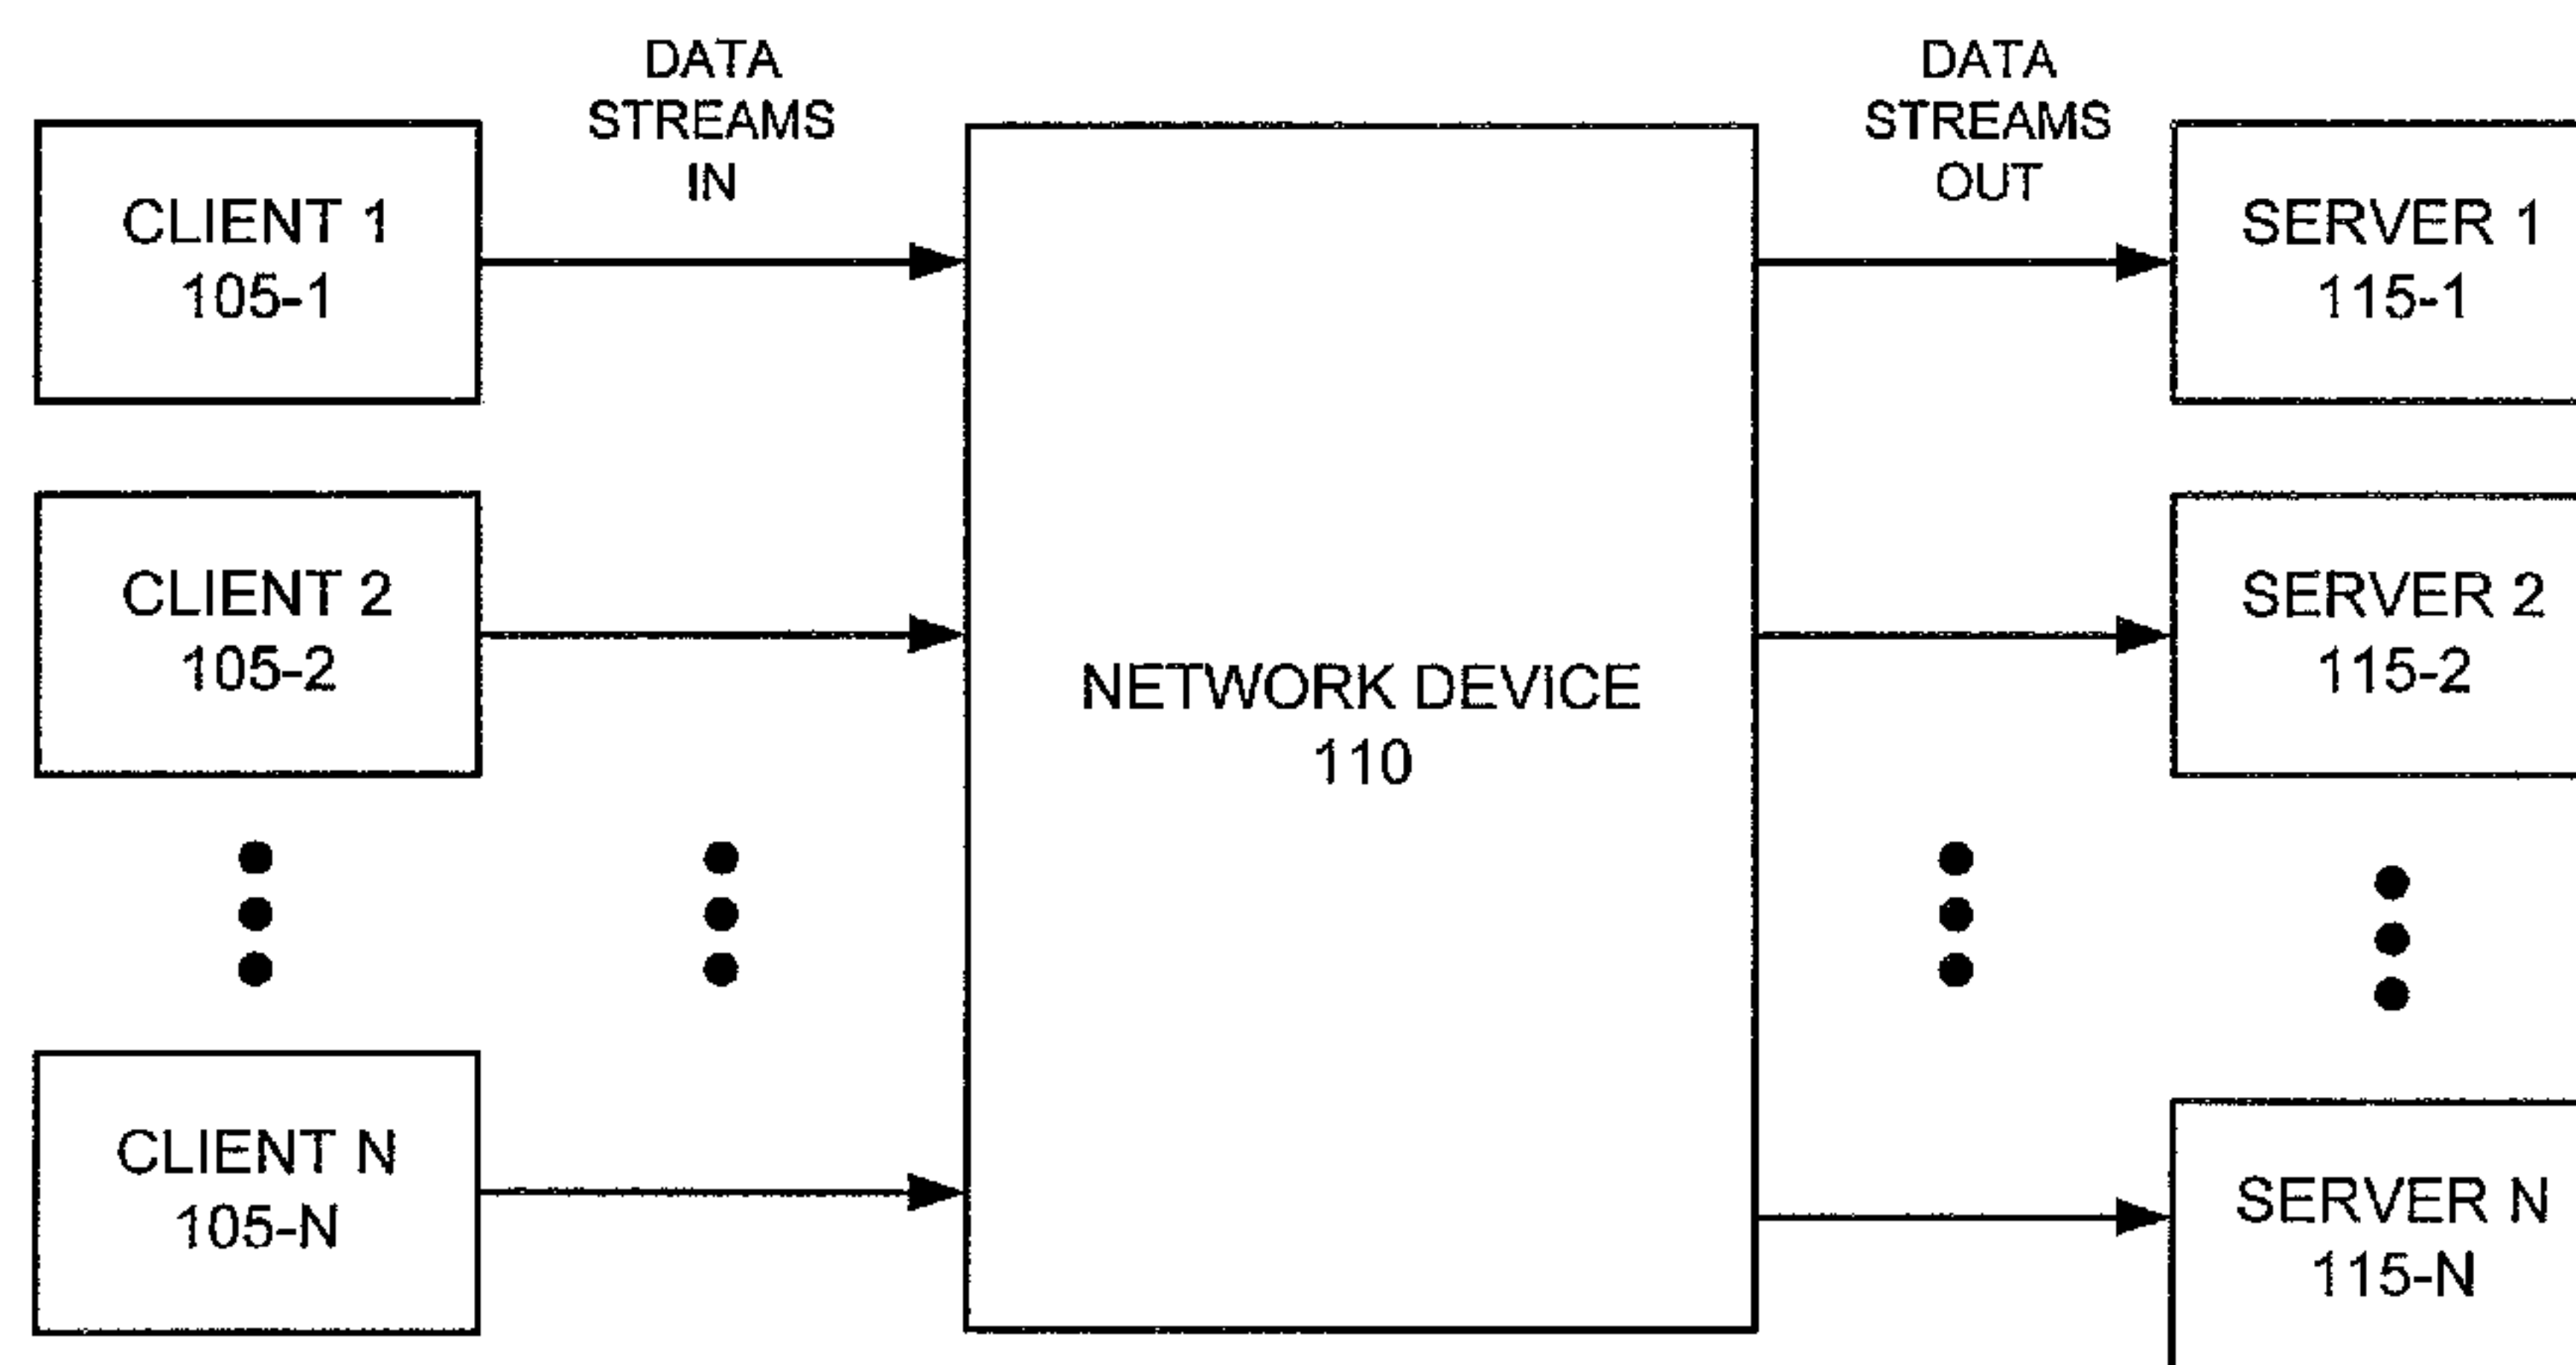 DATA
STREAMS
IN
DATA
STREAMS
OUT
CLIENT 1
105-1
SERVER 1
115-1
CLIENT 2
105-2
SERVER 2
115-2
NETWORK DEVICE
110
CLIENT N
105-N
SERVER N
115-N